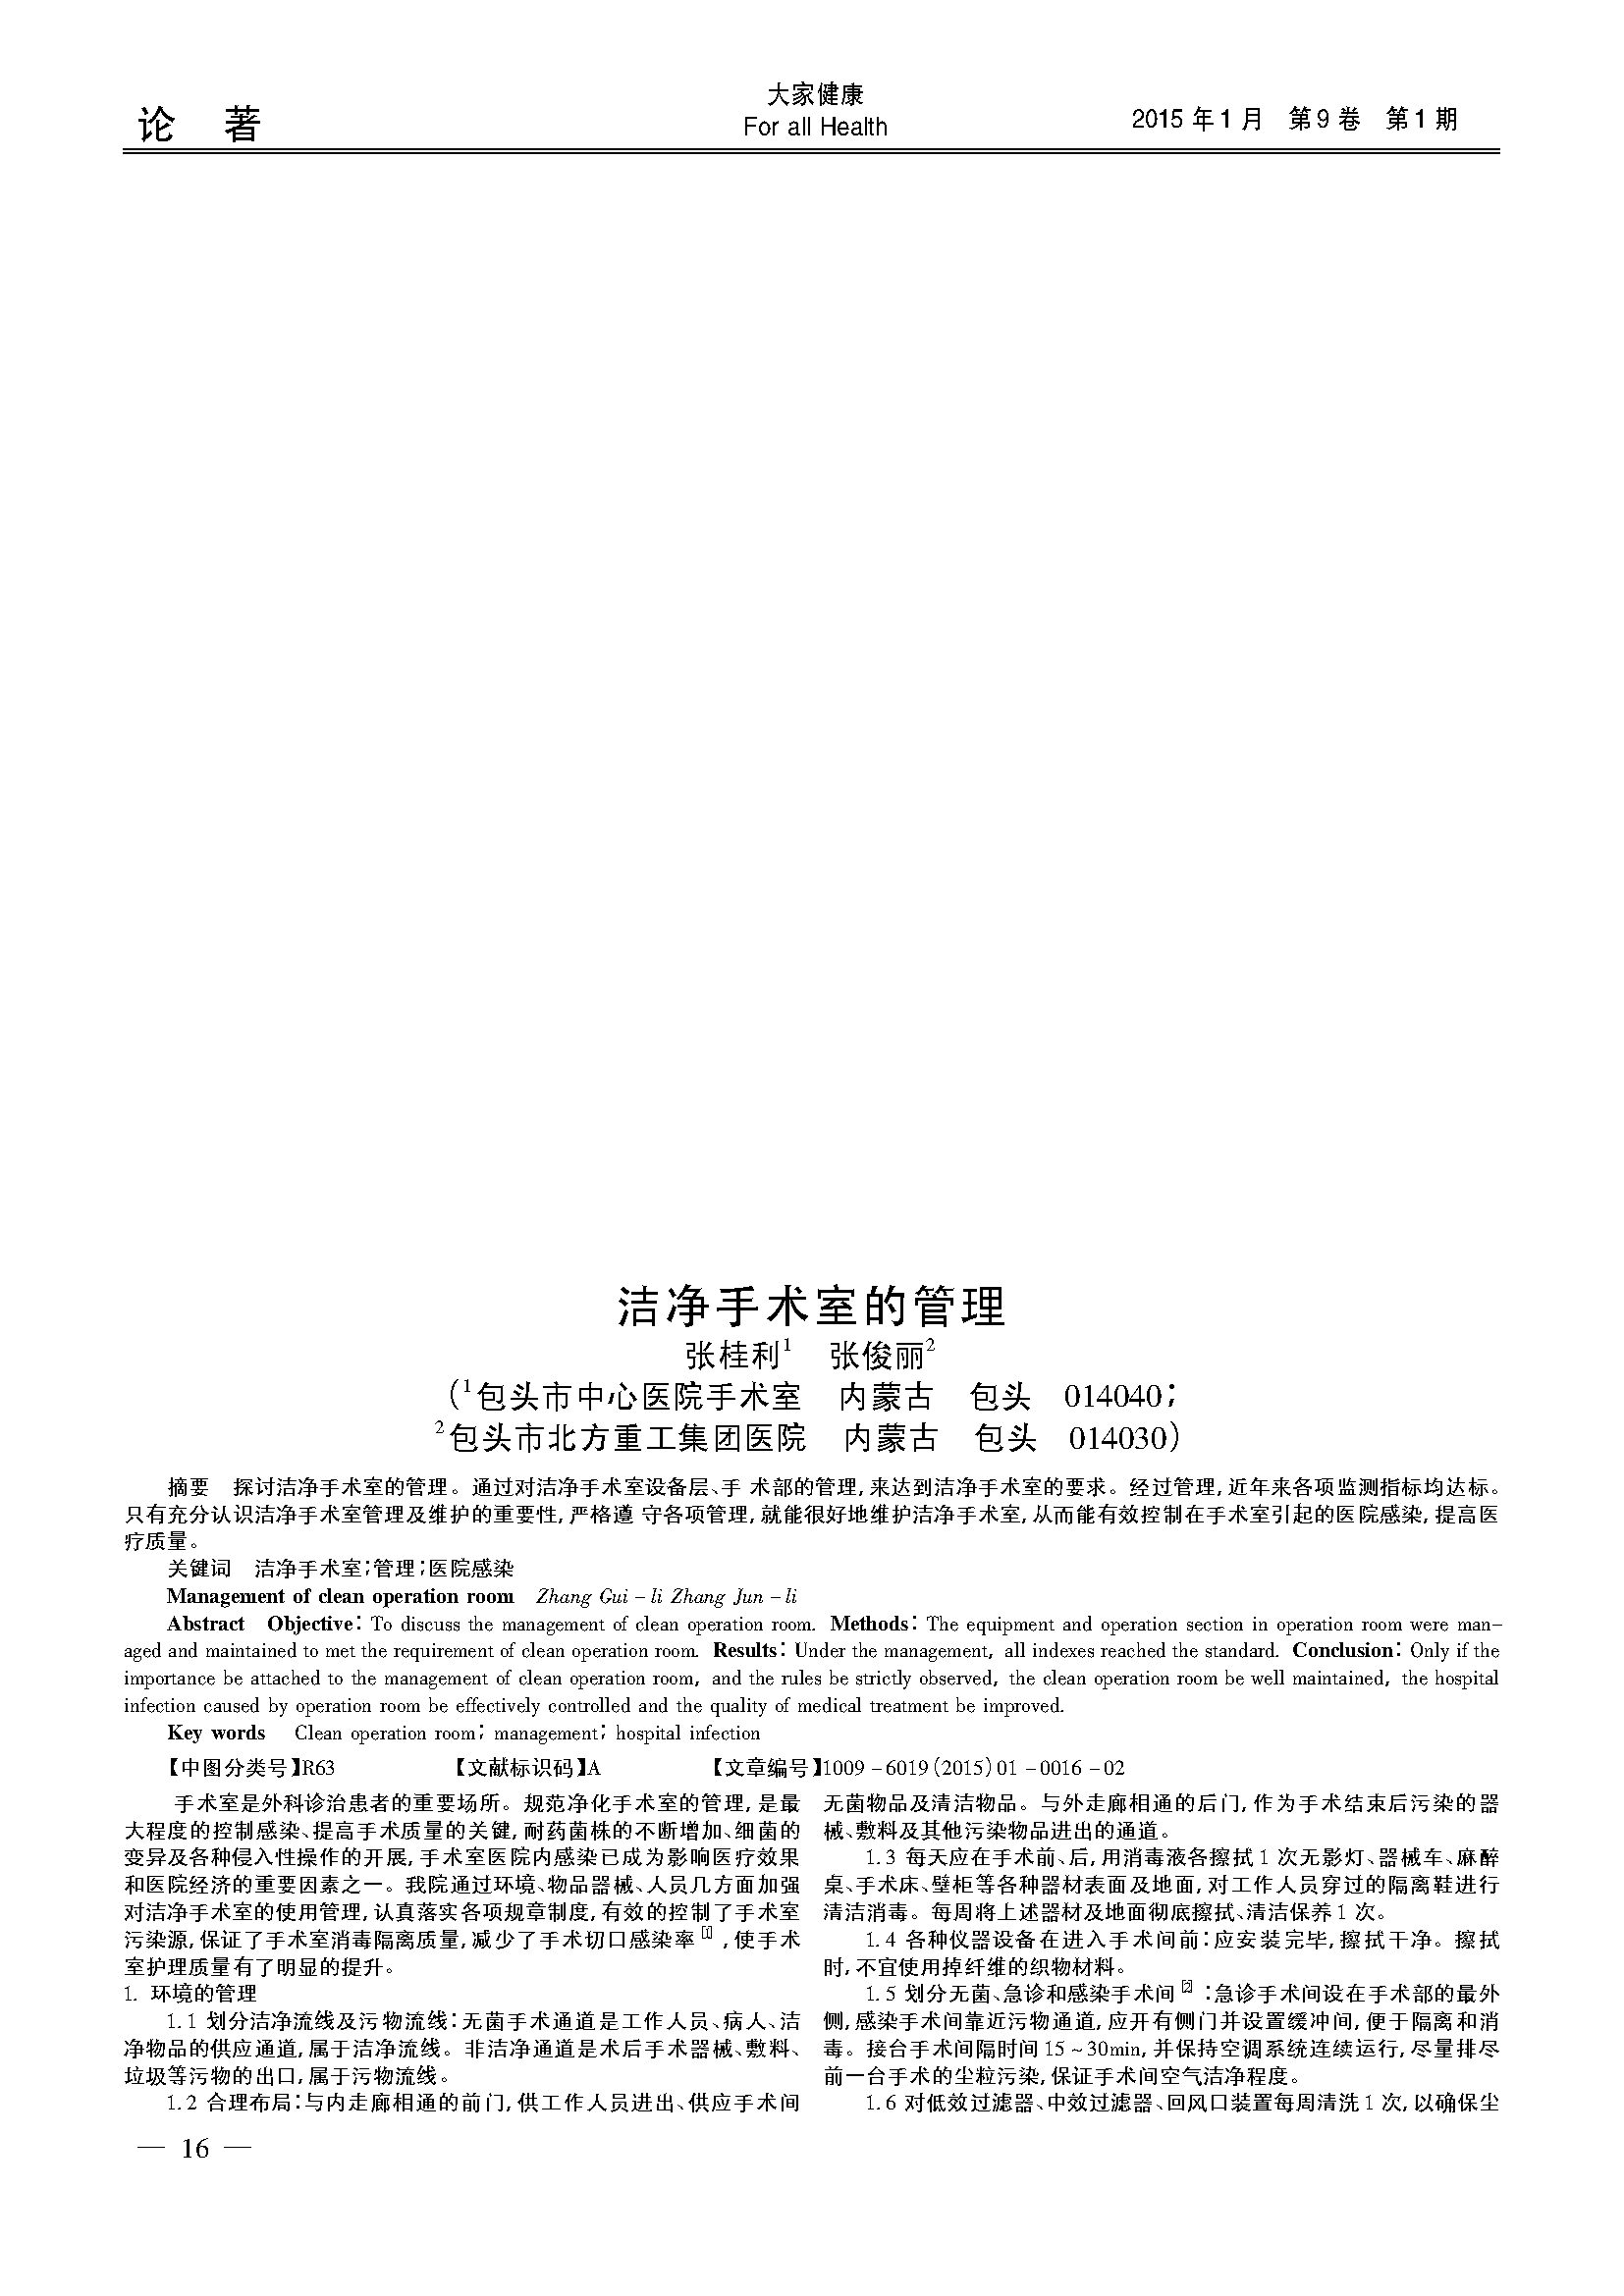 论 著
大家健康
For all Health
2015 年 1 月 第 9 卷 第 1 期
洁净手术室的管理
张桂利1 张俊丽2
(1包头市中心医院手术室 内蒙古 包头 014040;
2包头市北方重工集团医院 内蒙古 包头 014030)
摘要 探讨洁净手术室的管理。通过对洁净手术室设备层、手 术部的管理,来达到洁净手术室的要求。经过管理,近年来各项监测指标均达标。
只有充分认识洁净手术室管理及维护的重要性,严格遵 守各项管理,就能很好地维护洁净手术室,从而能有效控制在手术室引起的医院感染,提高医
疗质量。
关键词 洁净手术室;管理;医院感染
Management of clean operation room Zhang Gui – li Zhang Jun – li
Abstract Objective: To discuss the management of clean operation room. Methods: The equipment and operation section in operation room were man–
aged and maintained to met the requirement of clean operation room. Results: Under the management, all indexes reached the standard. Conclusion: Only if the
importance be attached to the management of clean operation room, and the rules be strictly observed, the clean operation room be well maintained, the hospital
infection caused by operation room be effectively controlled and the quality of medical treatment be improved.
Key words Clean operation room; management; hospital infection
【中图分类号】R63 【文献标识码】A 【文章编号】1009 – 6019(2015)01 – 0016 – 02
手术室是外科诊治患者的重要场所。规范净化手术室的管理,是最
大程度的控制感染、提高手术质量的关键,耐药菌株的不断增加、细菌的
变异及各种侵入性操作的开展,手术室医院内感染已成为影响医疗效果
和医院经济的重要因素之一。我院通过环境、物品器械、人员几方面加强
对洁净手术室的使用管理,认真落实各项规章制度,有效的控制了手术室
污染源,保证了手术室消毒隔离质量,减少了手术切口感染率[1],使手术
室护理质量有了明显的提升。
1. 环境的管理
1.1 划分洁净流线及污物流线:无菌手术通道是工作人员、病人、洁
净物品的供应通道,属于洁净流线。非洁净通道是术后手术器械、敷料、
垃圾等污物的出口,属于污物流线。
1.2 合理布局:与内走廊相通的前门,供工作人员进出、供应手术间
无菌物品及清洁物品。与外走廊相通的后门,作为手术结束后污染的器
械、敷料及其他污染物品进出的通道。
1.3 每天应在手术前、后,用消毒液各擦拭 1 次无影灯、器械车、麻醉
桌、手术床、壁柜等各种器材表面及地面,对工作人员穿过的隔离鞋进行
清洁消毒。每周将上述器材及地面彻底擦拭、清洁保养 1 次。
1.4 各种仪器设备在进入手术间前:应安装完毕,擦拭干净。擦拭
时,不宜使用掉纤维的织物材料。
1.5 划分无菌、急诊和感染手术间[2]:急诊手术间设在手术部的最外
侧,感染手术间靠近污物通道,应开有侧门并设置缓冲间,便于隔离和消
毒。接台手术间隔时间 15 ~ 30min,并保持空调系统连续运行,尽量排尽
前一台手术的尘粒污染,保证手术间空气洁净程度。
1.6 对低效过滤器、中效过滤器、回风口装置每周清洗 1 次,以确保尘
— 16 —